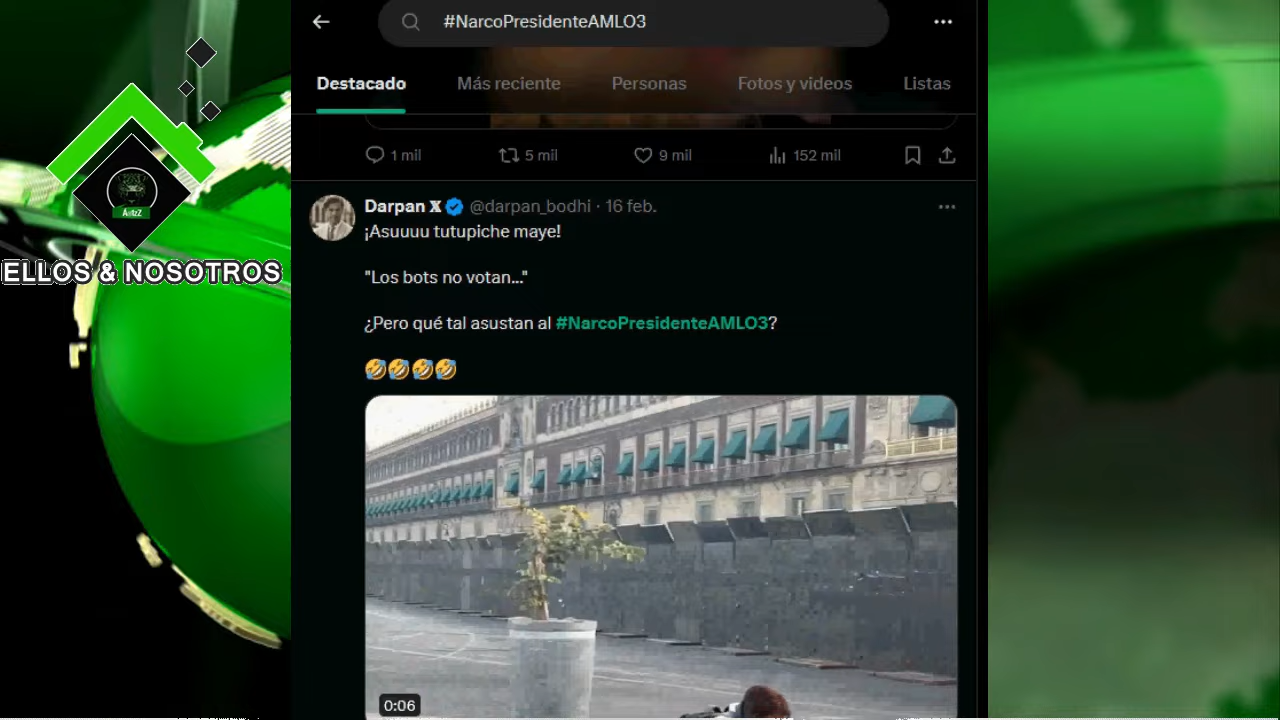 #NarcoPresidenteAMLO3
Destacado Más reciente Personas Fotos y videos Listas
1 mil 5 mil 9 mil 152 mil
Darpan X @darpan_bodhi · 16 feb.
¡Asuuuu tutupiche maye!
"Los bots no votan..."
¿Pero qué tal asustan al #NarcoPresidenteAMLO3?
🤣🤣🤣🤣
0:06
ELLOS & NOSOTROS